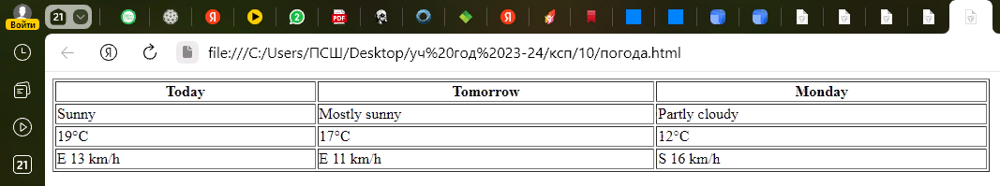 21
2
PDF
Войти
file:///C:/Users/ПСШ/Desktop/уч%20год%2023-24/ксп/10/погода.html
Today Tomorrow Monday
Sunny Mostly sunny Partly cloudy
19°C 17°C 12°C
E 13 km/h E 11 km/h S 16 km/h
21